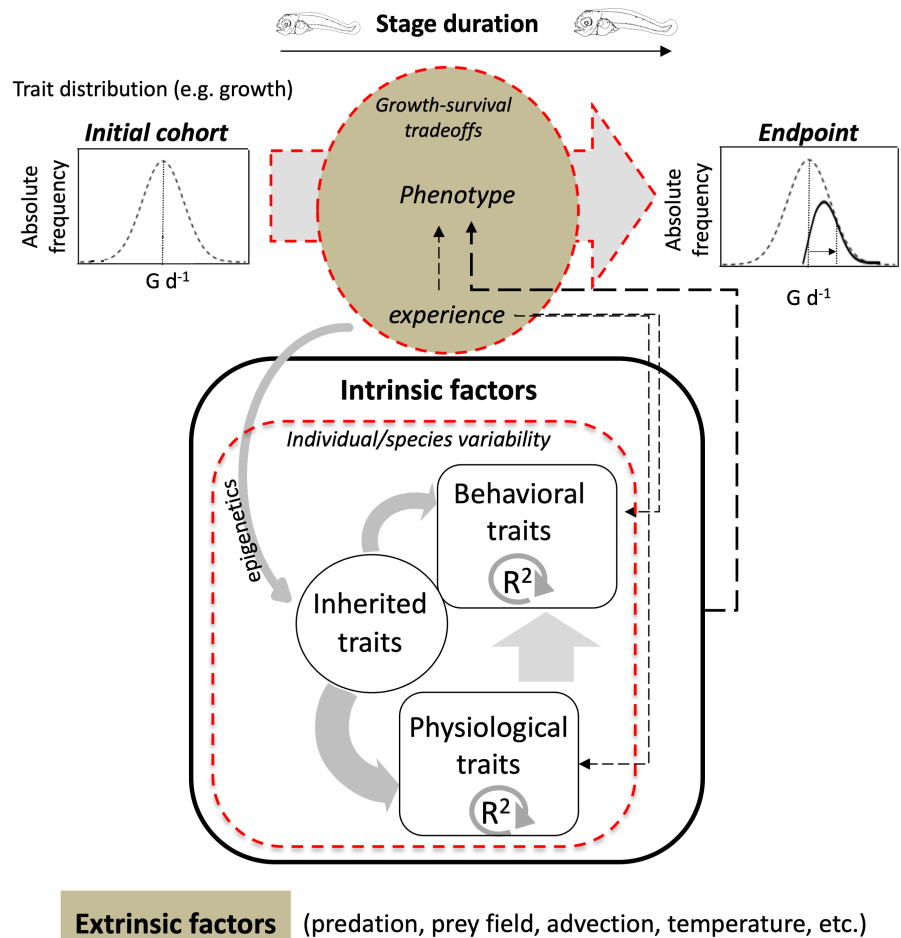 Stage duration
Trait distribution (e.g. growth)
Initial cohort
Absolute
frequency
G d⁻¹
Growth-survival
tradeoffs
Phenotype
experience
Endpoint
Absolute
frequency
G d⁻¹
Intrinsic factors
Individual/species variability
epigenetics
Behavioral
traits
R²
Inherited
traits
Physiological
traits
R²
Extrinsic factors (predation, prey field, advection, temperature, etc.)